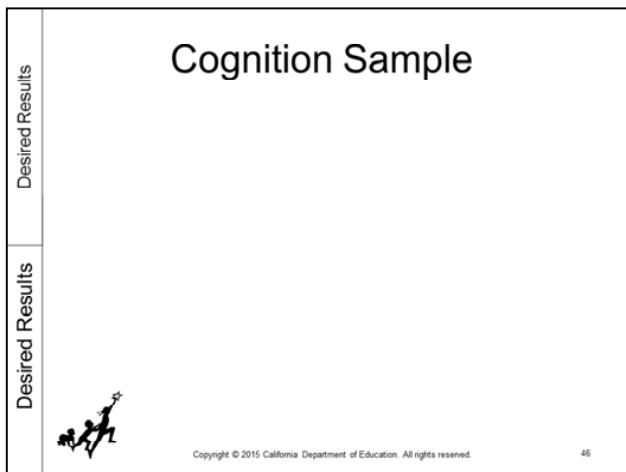 Cognition Sample
Desired Results
Desired Results
Copyright © 2015 California Department of Education. All rights reserved.
46